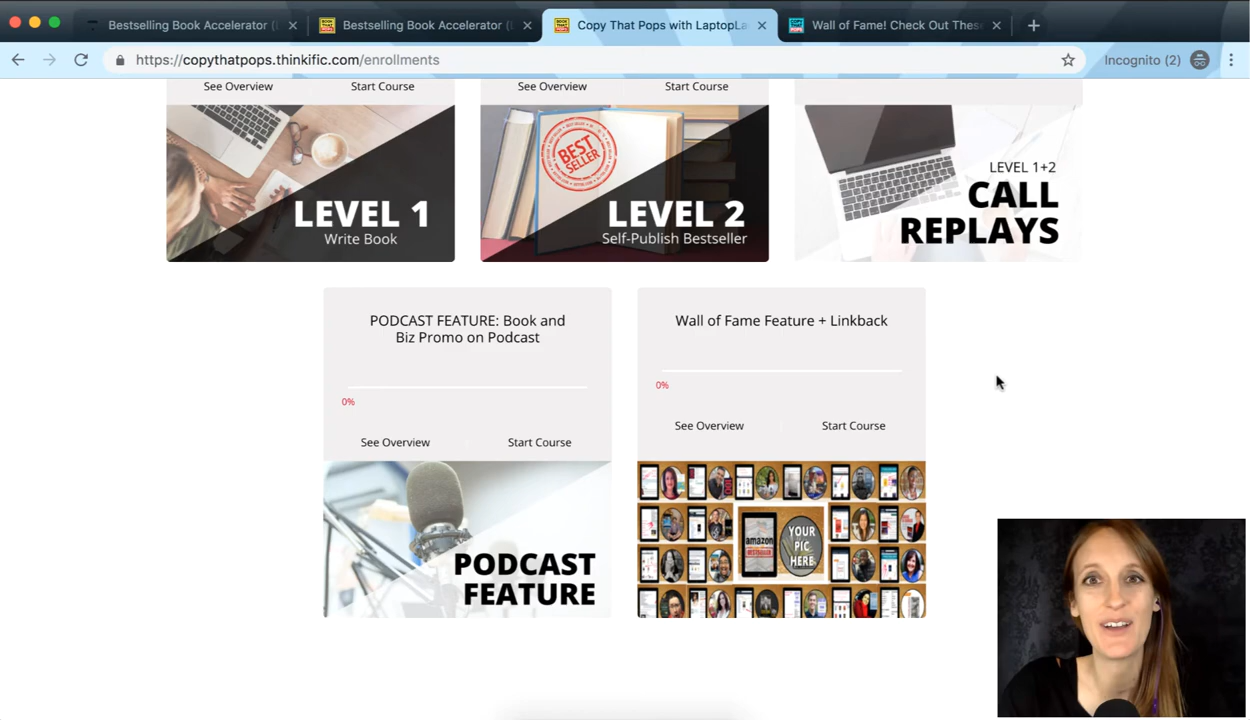 Bestselling Book Accelerator (
Bestselling Book Accelerator (
Copy That Pops with LaptopLa
Wall of Fame! Check Out These
https://copythatpops.thinkific.com/enrollments
Incognito (2)
See Overview
Start Course
See Overview
Start Course
LEVEL 1
Write Book
BEST
SELLER
LEVEL 2
Self-Publish Bestseller
LEVEL 1+2
CALL
REPLAYS
PODCAST FEATURE: Book and
Biz Promo on Podcast
0%
See Overview
Start Course
PODCAST
FEATURE
Wall of Fame Feature + Linkback
0%
See Overview
Start Course
amazon
BESTSELLER
YOUR
PIC
HERE